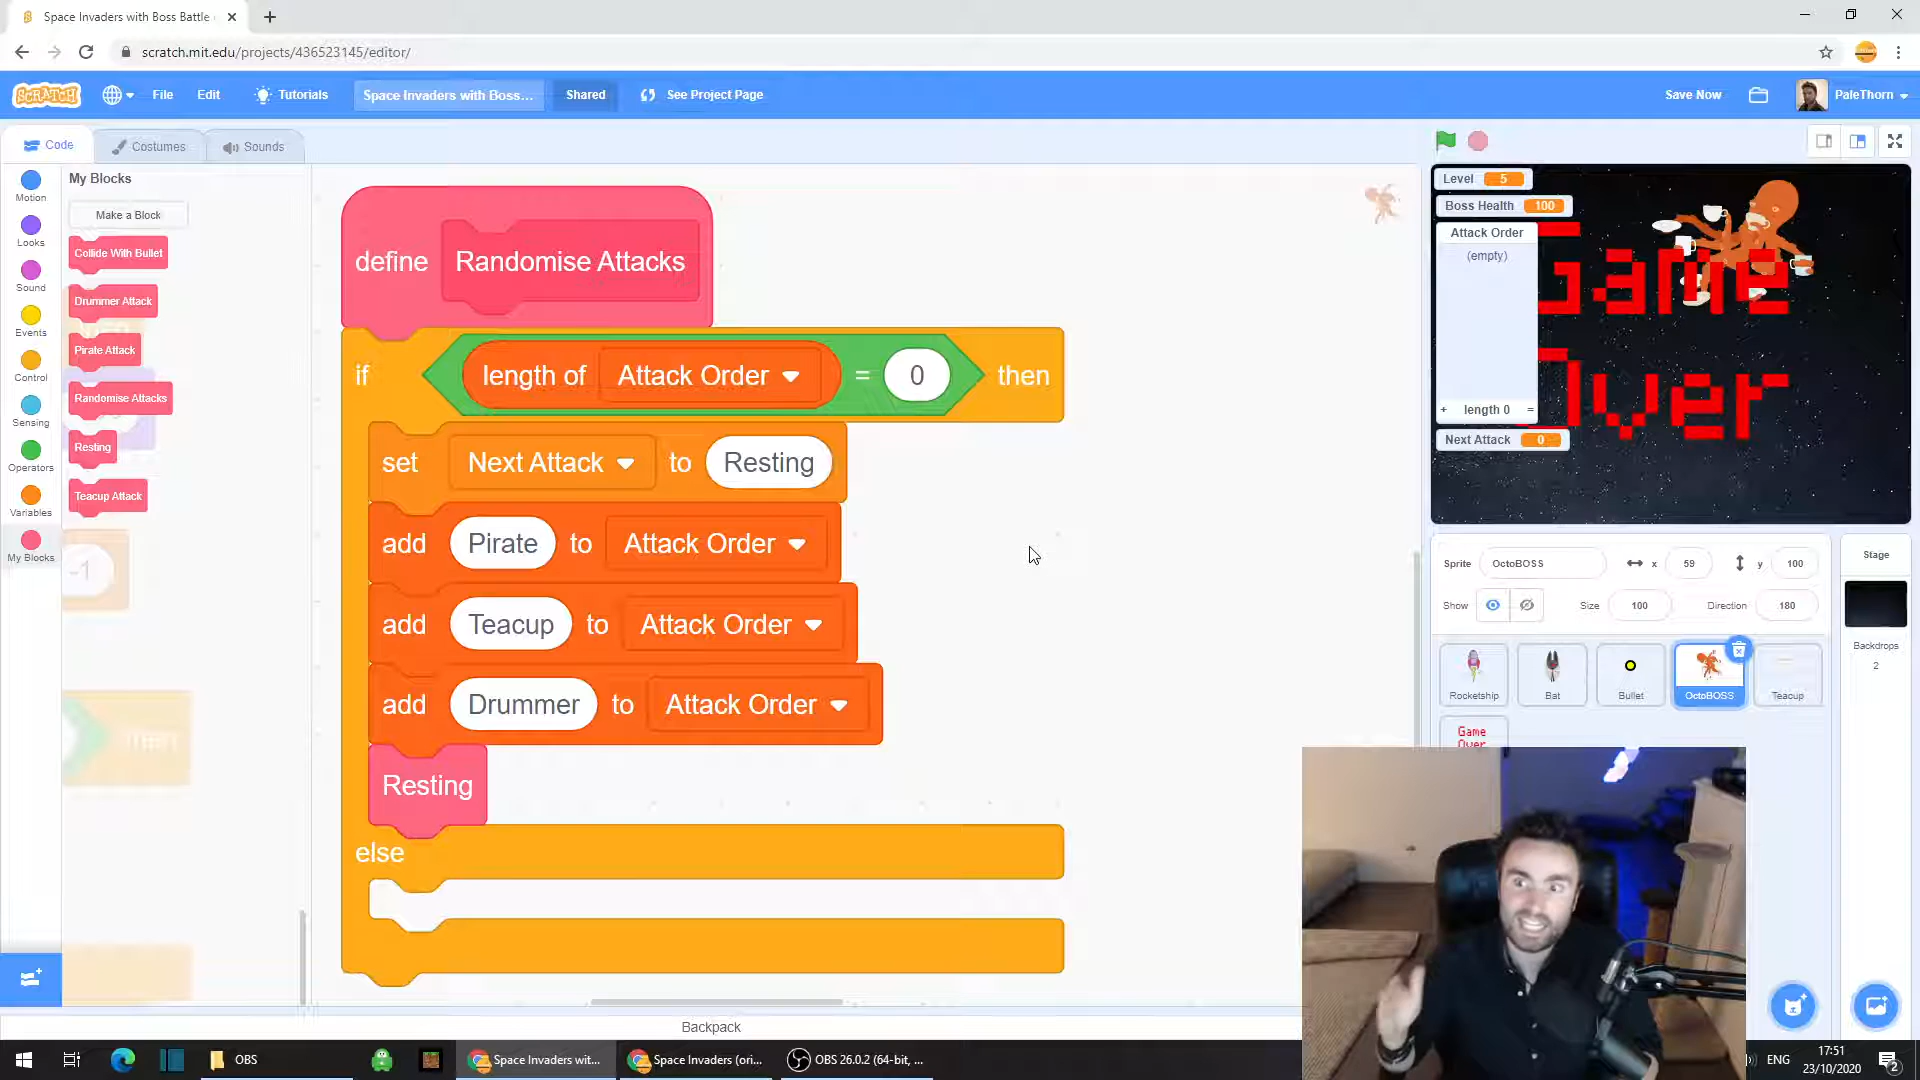 Space Invaders with Boss Battle
scratch.mit.edu/projects/436523145/editor/
SCRATCH
File
Edit
Tutorials
Space Invaders with Boss...
Shared
See Project Page
Save Now
PaleThorn
Code
Costumes
Sounds
Motion
Looks
Sound
Events
Control
Sensing
Operators
Variables
My Blocks
My Blocks
Make a Block
Collide With Bullet
Drummer Attack
Pirate Attack
Randomise Attacks
Resting
Teacup Attack
-1
then
define Randomise Attacks
if length of Attack Order = 0 then
set Next Attack to Resting
add Pirate to Attack Order
add Teacup to Attack Order
add Drummer to Attack Order
Resting
else
Level 5
Boss Health 100
Attack Order
(empty)
+ length 0 =
Next Attack 0
Game
Over
Sprite OctoBOSS x 59 y 100
Show Size 100 Direction 180
Rocketship
Bat
Bullet
OctoBOSS
Teacup
Game
Over
Stage
Backdrops
2
Backpack
OBS
Space Invaders wit...
Space Invaders (ori...
OBS 26.0.2 (64-bit, ...
ENG
17:51
23/10/2020
2